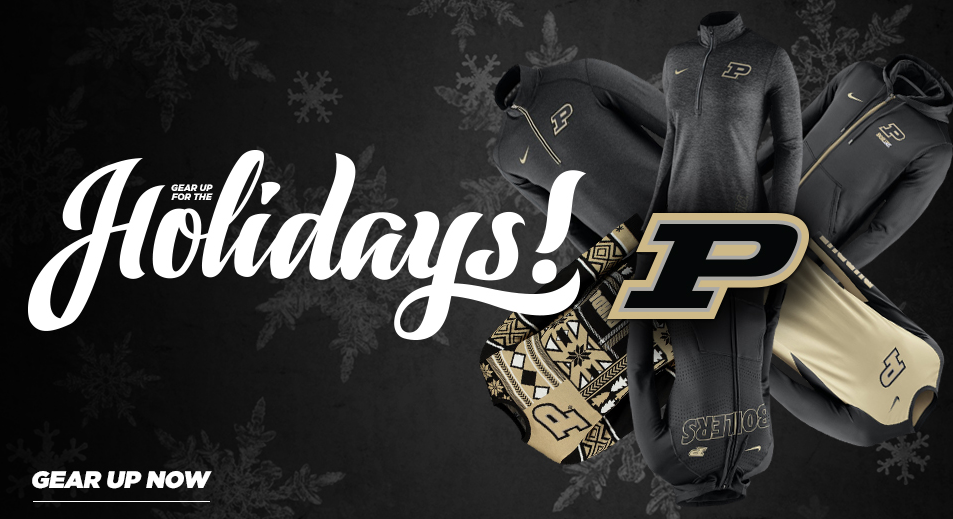 GEAR UP
FOR THE
Holidays!
P
P
P
P
P
P
BOILERS
GEAR UP NOW